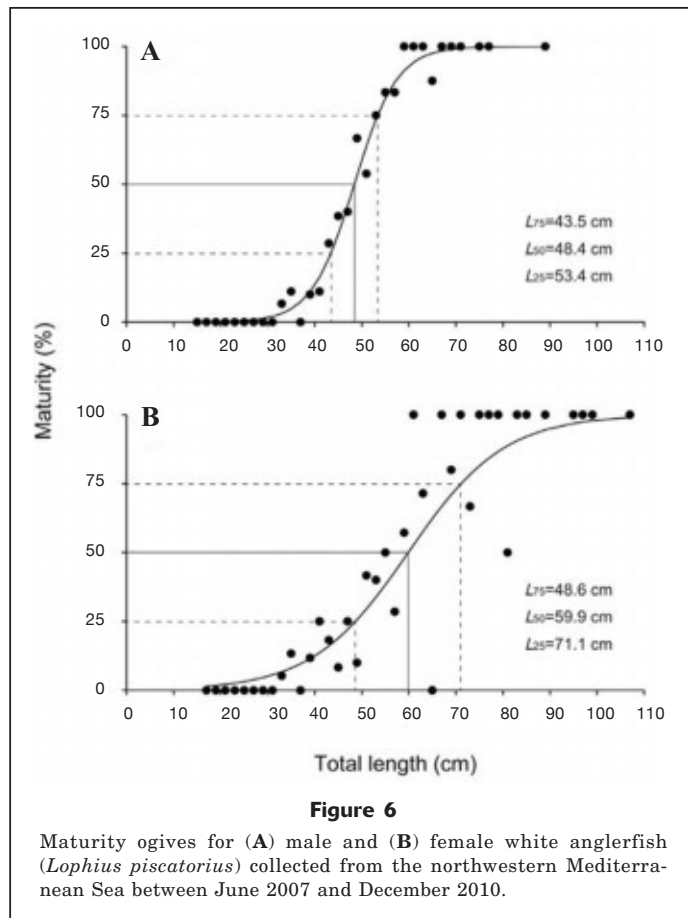 A
100
75
50
25
0
L75=43.5 cm
L50=48.4 cm
L25=53.4 cm
0 10 20 30 40 50 60 70 80 90 100 110
Maturity (%)
B
100
75
50
25
0
L75=48.6 cm
L50=59.9 cm
L25=71.1 cm
0 10 20 30 40 50 60 70 80 90 100 110
Total length (cm)
Figure 6
Maturity ogives for (A) male and (B) female white anglerfish
(Lophius piscatorius) collected from the northwestern Mediterra-
nean Sea between June 2007 and December 2010.